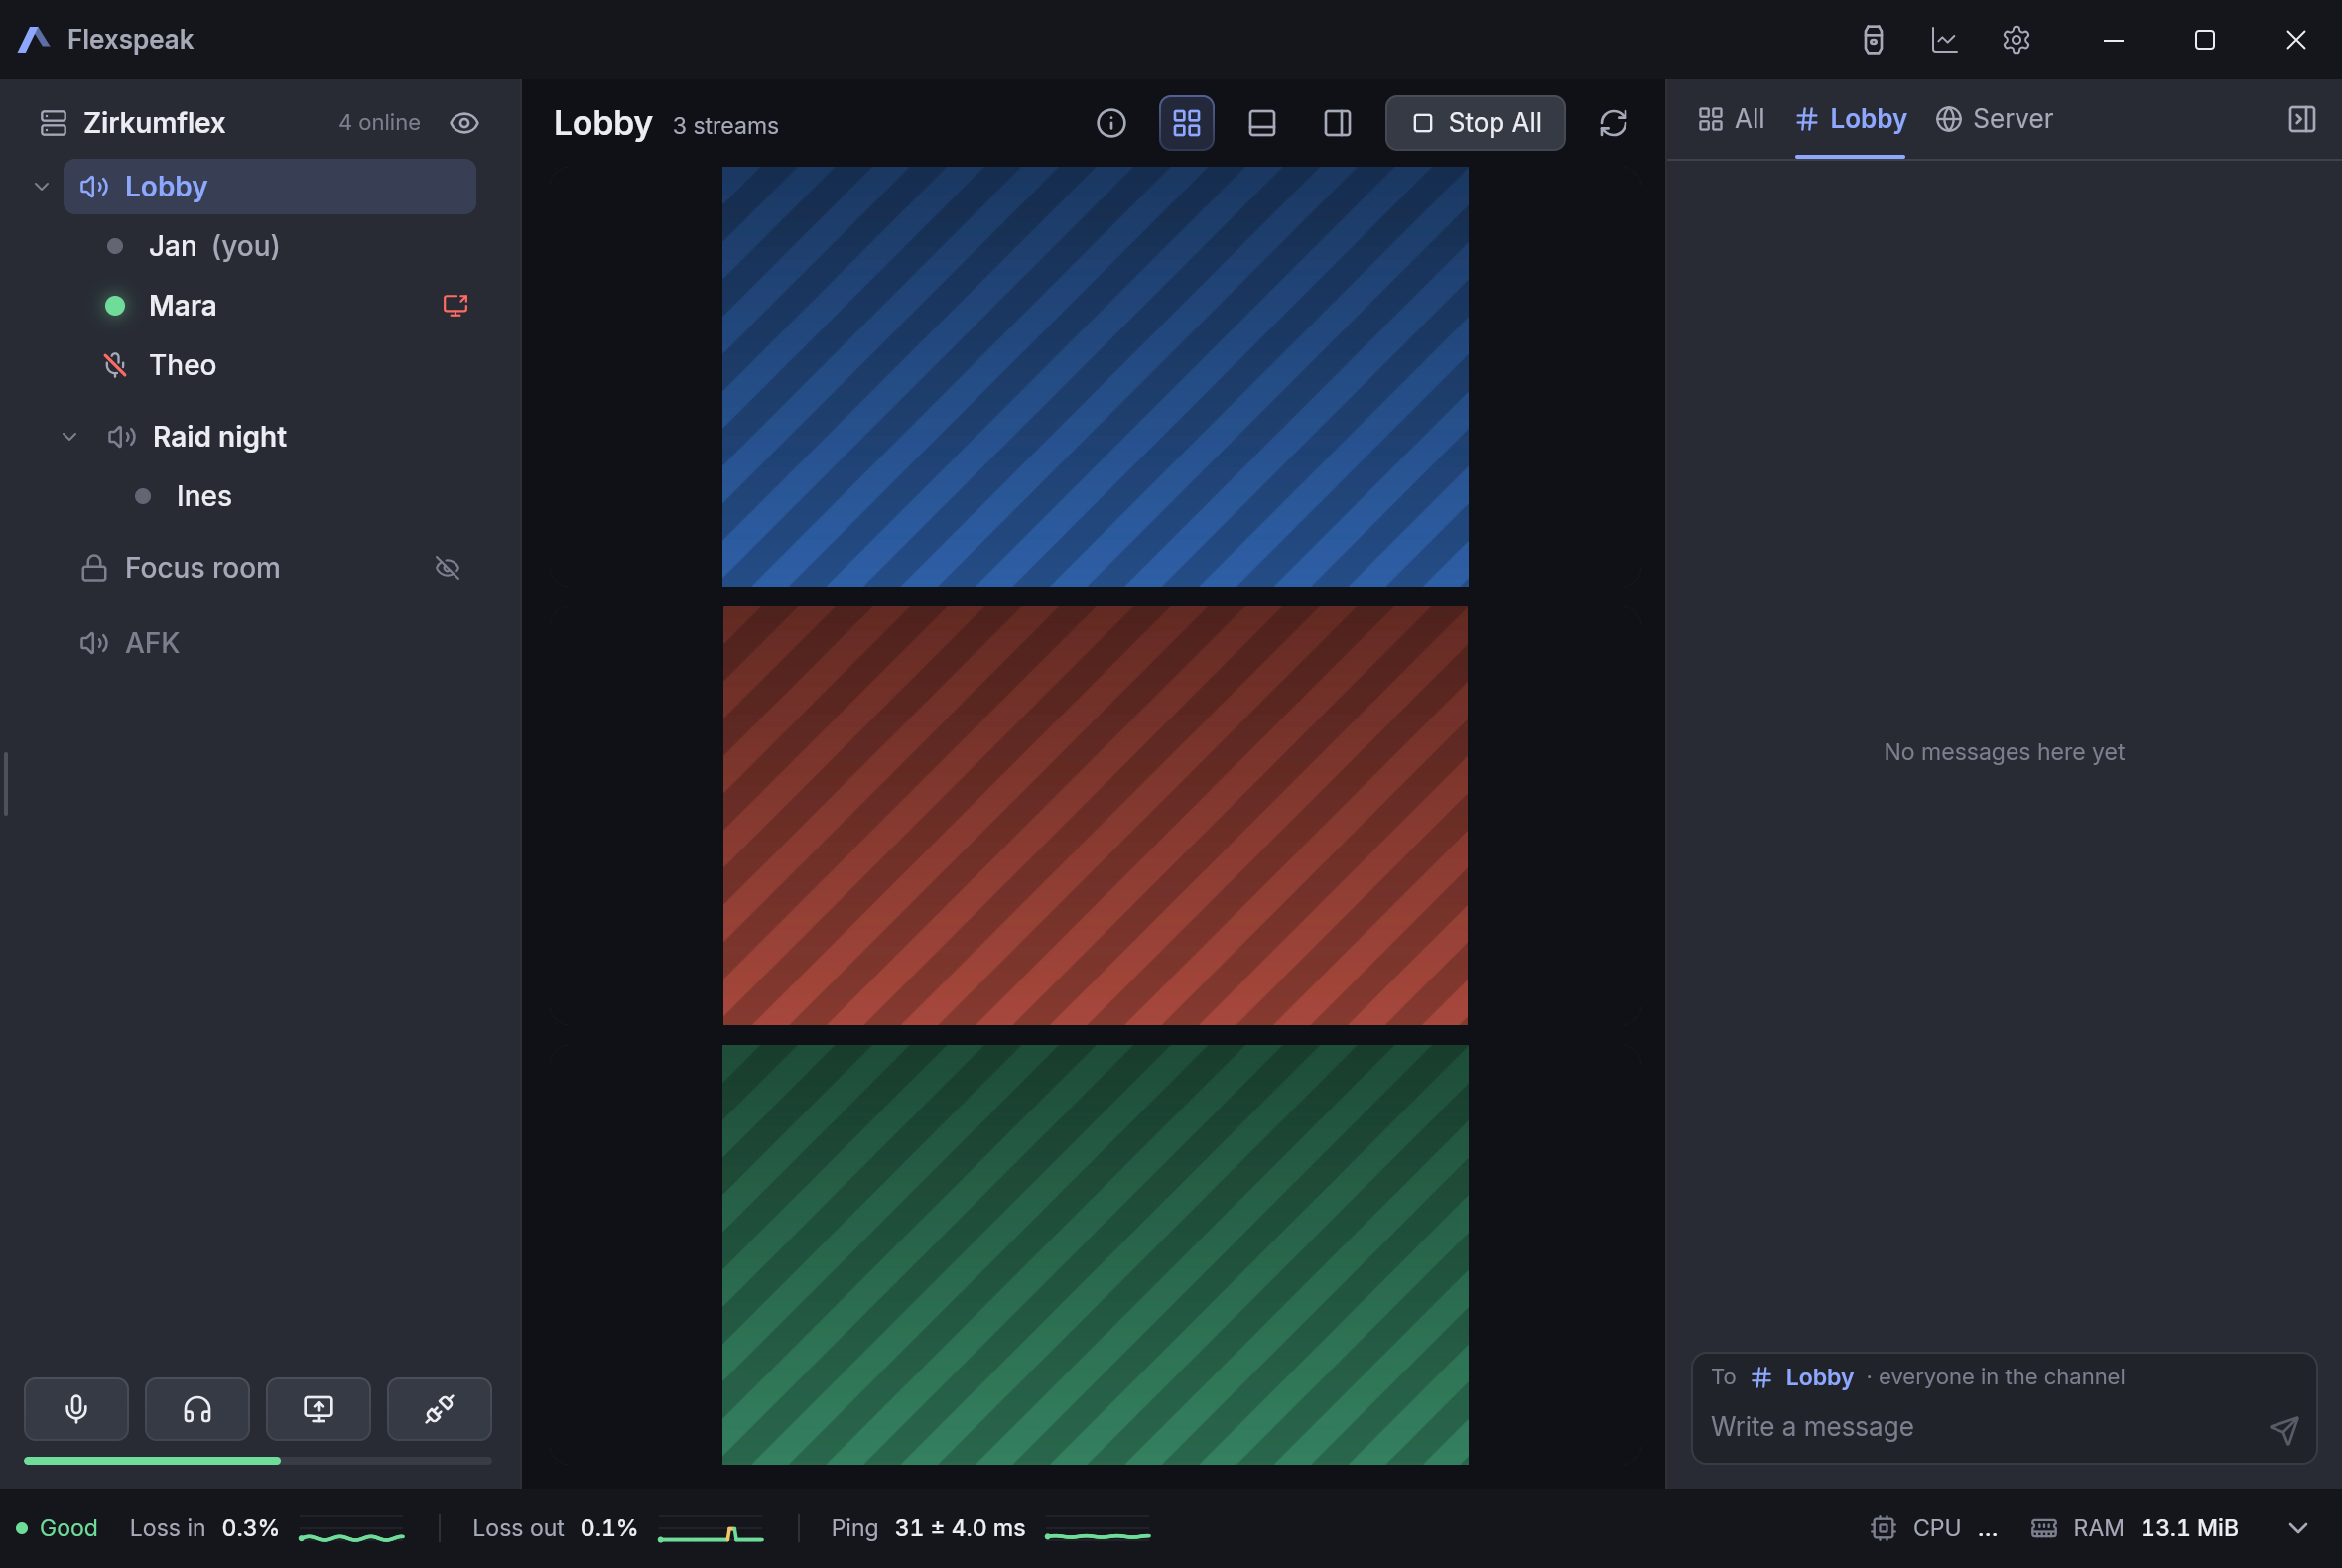 Flexspeak
Zirkumflex 4 online
Lobby
Jan (you)
Mara
Theo
Raid night
Ines
Focus room
AFK
Lobby 3 streams
Stop All
All Lobby Server
No messages here yet
To # Lobby · everyone in the channel
Write a message
Good Loss in 0.3% Loss out 0.1% Ping 31 ± 4.0 ms CPU ... RAM 13.1 MiB